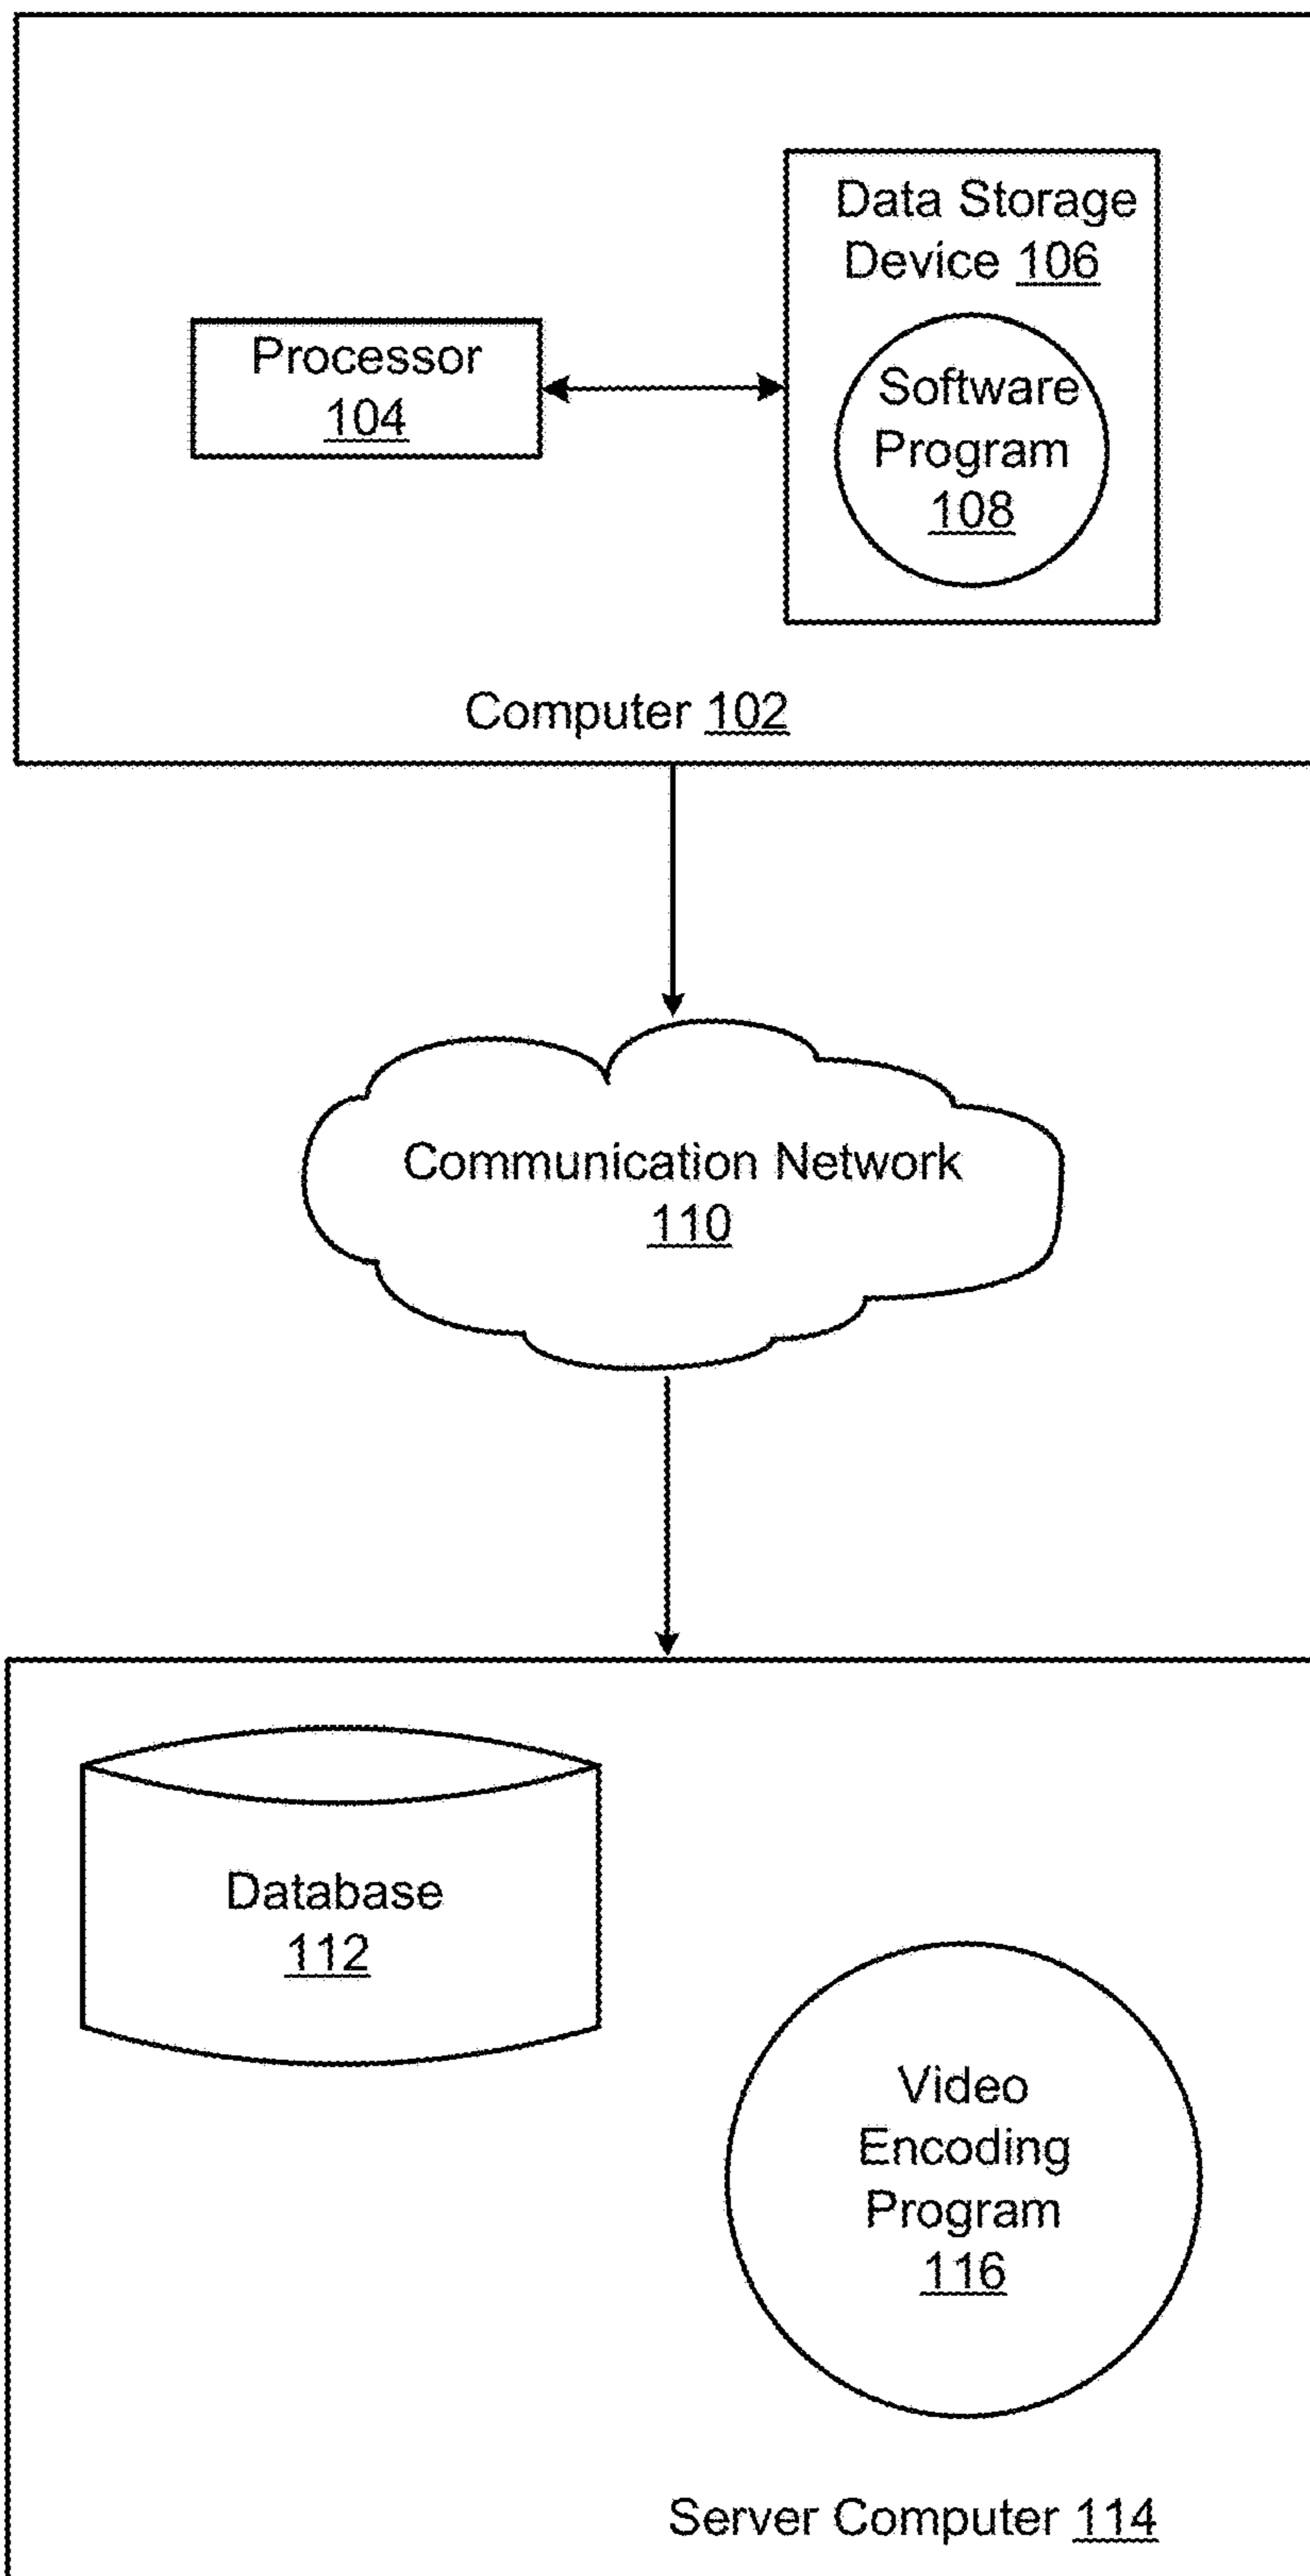 Data Storage
Device 106
Processor
104
Software
Program
108
Computer 102
Communication Network
110
Database
112
Video
Encoding
Program
116
Server Computer 114